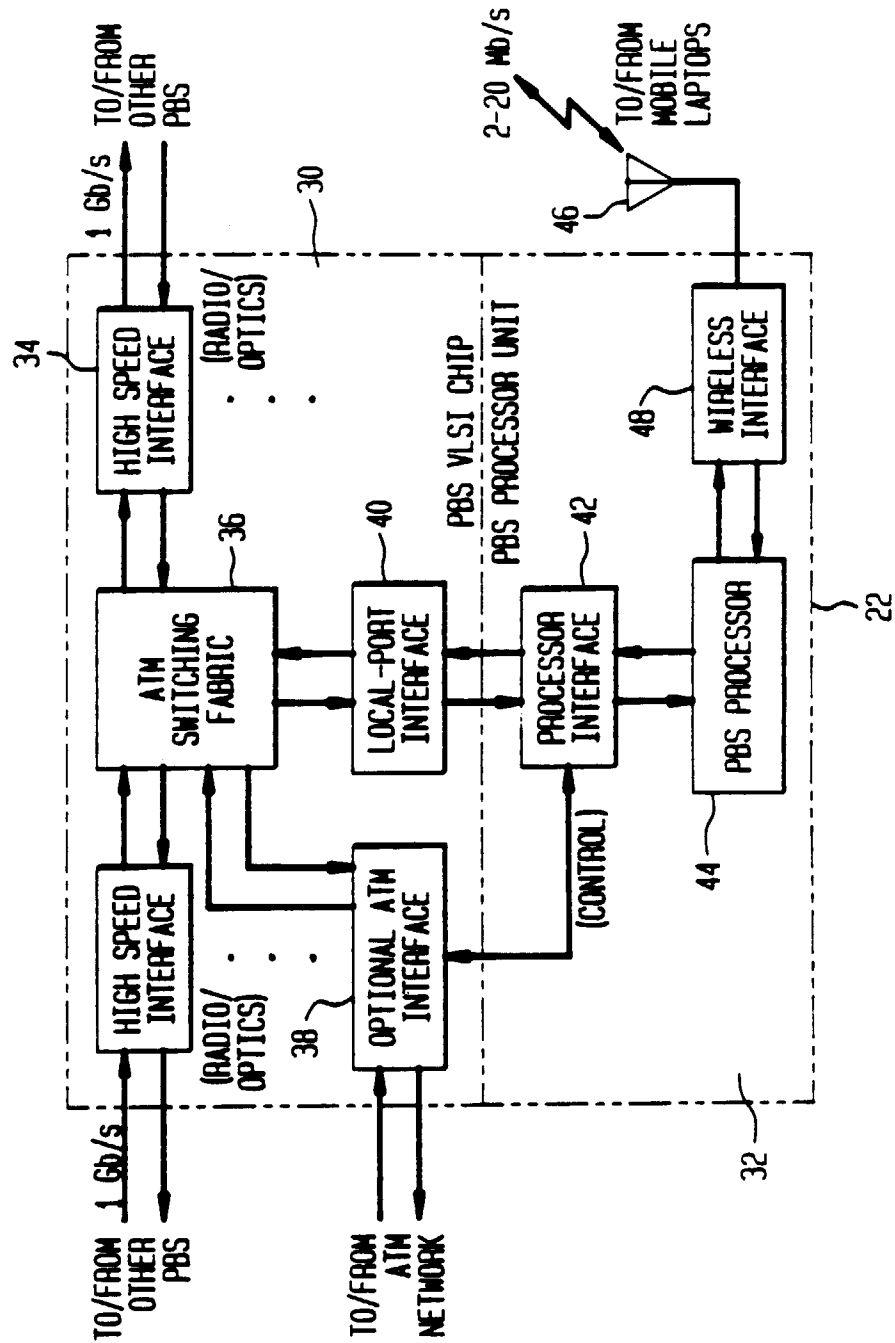 TO/FROM
OTHER
PBS
1 Gb/s
HIGH SPEED
INTERFACE
(RADIO/
OPTICS)
. . .
ATM
SWITCHING
FABRIC
36
34
HIGH SPEED
INTERFACE
(RADIO/
OPTICS)
. . .
1 Gb/s
TO/FROM
OTHER
PBS
30
TO/FROM
ATM
NETWORK
38
OPTIONAL ATM
INTERFACE
40
LOCAL-PORT
INTERFACE
PBS VLSI CHIP
PBS PROCESSOR UNIT
(CONTROL)
42
PROCESSOR
INTERFACE
44
PBS PROCESSOR
48
WIRELESS
INTERFACE
46
2-20 Mb/s
TO/FROM
MOBILE
LAPTOPS
32
22